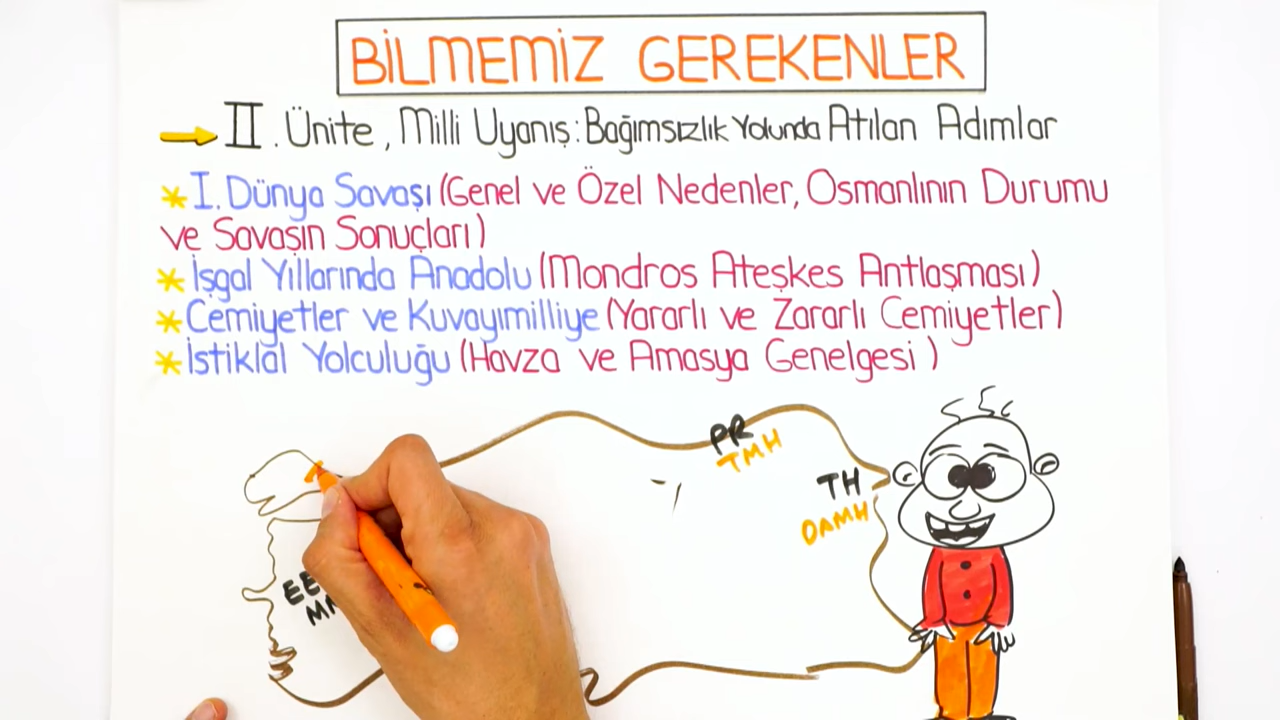 BİLMEMİZ GEREKENLER
II. Ünite, Milli Uyanış: Bağımsızlık Yolunda Atılan Adımlar
* I. Dünya Savaşı (Genel ve Özel Nedenler, Osmanlının Durumu
ve Savaşın Sonuçları)
* İşgal Yıllarında Anadolu (Mondros Ateşkes Antlaşması)
* Cemiyetler ve Kuvayımilliye (Yararlı ve Zararlı Cemiyetler)
* İstiklal Yolculuğu (Havza ve Amasya Genelgesi)
PR
TMH
TH
DAMH